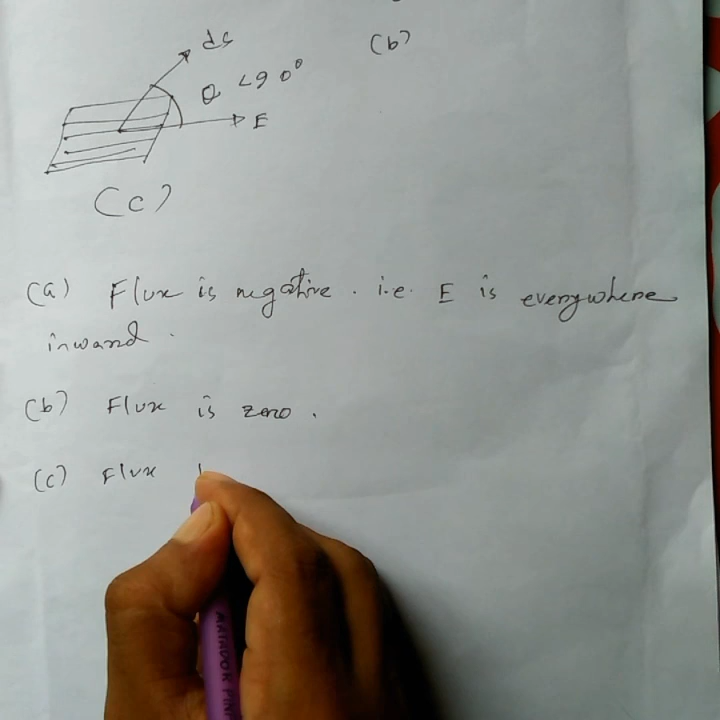 ds
(b)
θ <90°
E
(c)
(a) Flux is negative. i.e. E is everywhere
inward.
(b) Flux is zero.
(c) Flux